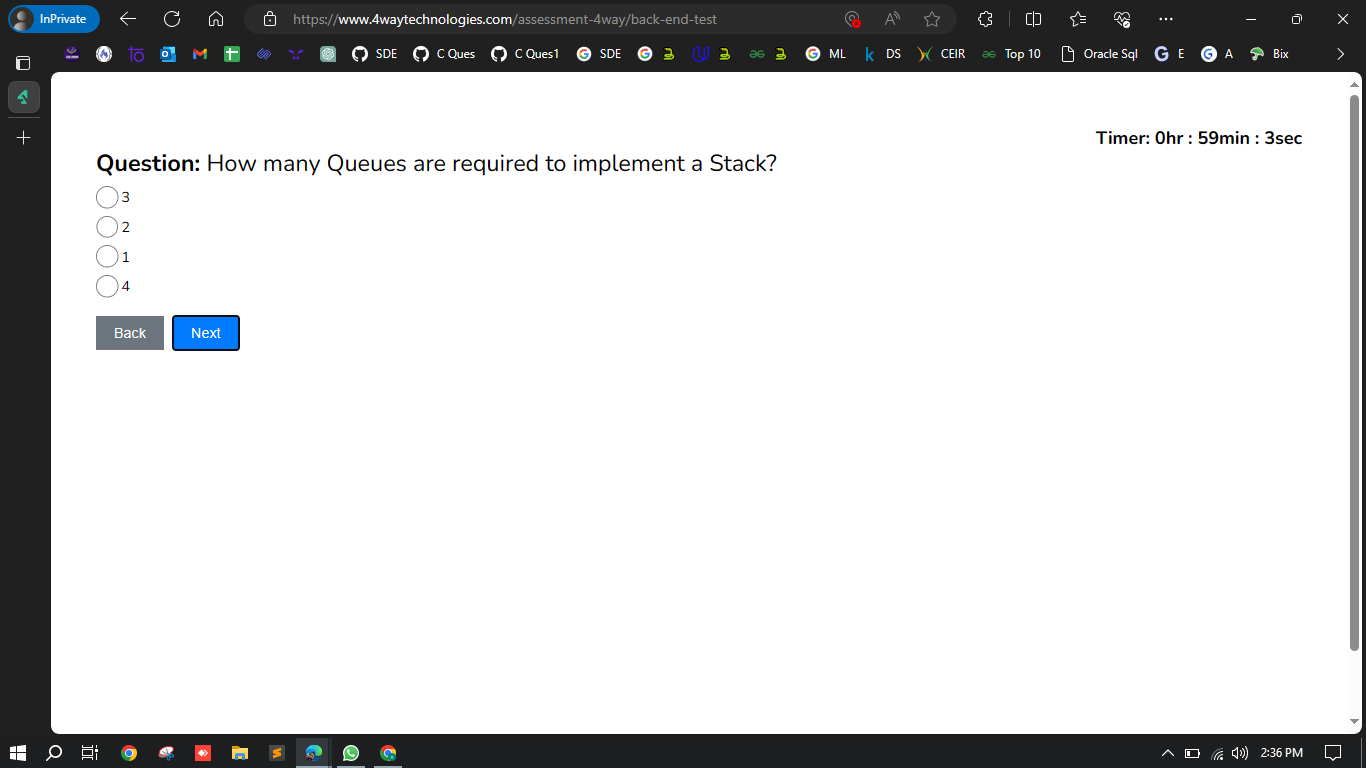 InPrivate
https://www.4waytechnologies.com/assessment-4way/back-end-test
SDE
C Ques
C Ques1
SDE
ML
DS
CEIR
Top 10
Oracle Sql
E
A
Bix
Timer: 0hr : 59min : 3sec
Question: How many Queues are required to implement a Stack?
3
2
1
4
Back Next
2:36 PM